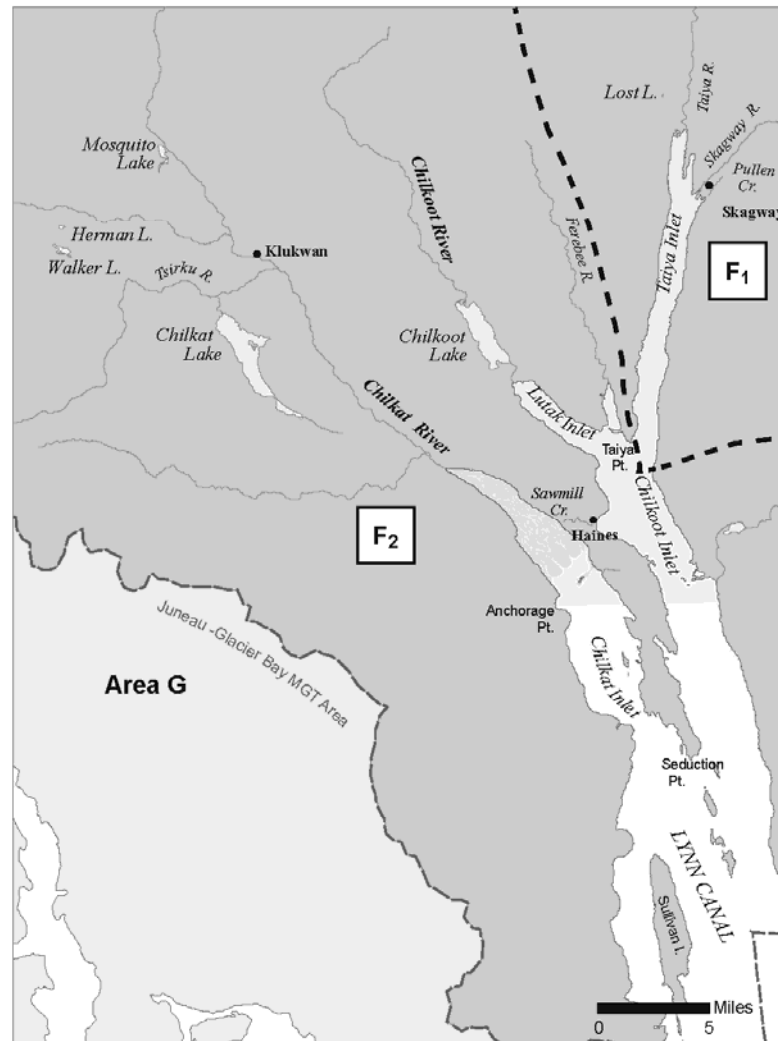 Lost L.
Taiya R.
Skagway R.
Mosquito
Lake
Pullen
Cr.
Skagway
Chilkoot River
Ferebee R.
Taiya Inlet
Herman L.
Klukwan
Walker L.
Tsirku R.
F1
Chilkat
Lake
Chilkoot
Lake
Chilkat River
Lutak Inlet
Taiya
Pt.
Sawmill
Cr.
Haines
Chilkoot Inlet
F2
Anchorage
Pt.
Juneau -Glacier Bay MGT Area
Area G
Chilkat Inlet
Seduction
Pt.
LYNN CANAL
Sullivan I.
Miles
0
5